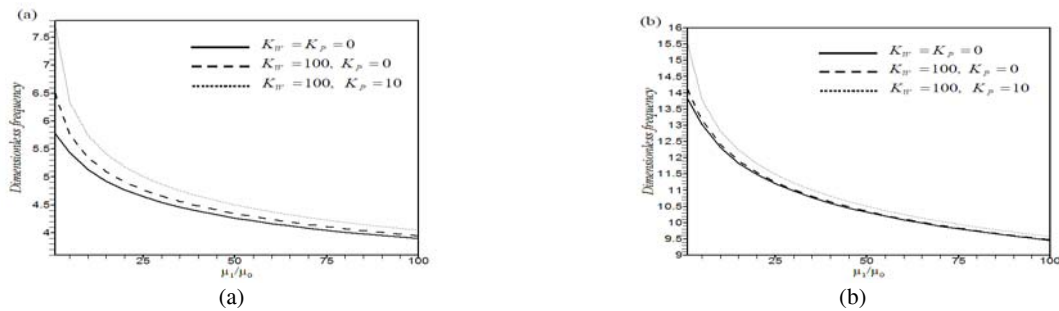 (a)
7.5
6.5
5.5
5
4.5
4
Dimensionless frequency
K_W = K_P = 0
K_W = 100, K_P = 0
K_W = 100, K_P = 10
25
50
75
100
μ₁/μ₀
(a)
(b)
16
15.5
15
14.5
14
13.5
13
12.5
12
11.5
11
10.5
10
9.5
9
Dimensionless frequency
K_W = K_P = 0
K_W = 100, K_P = 0
K_W = 100, K_P = 10
25
50
75
100
μ₁/μ₀
(b)